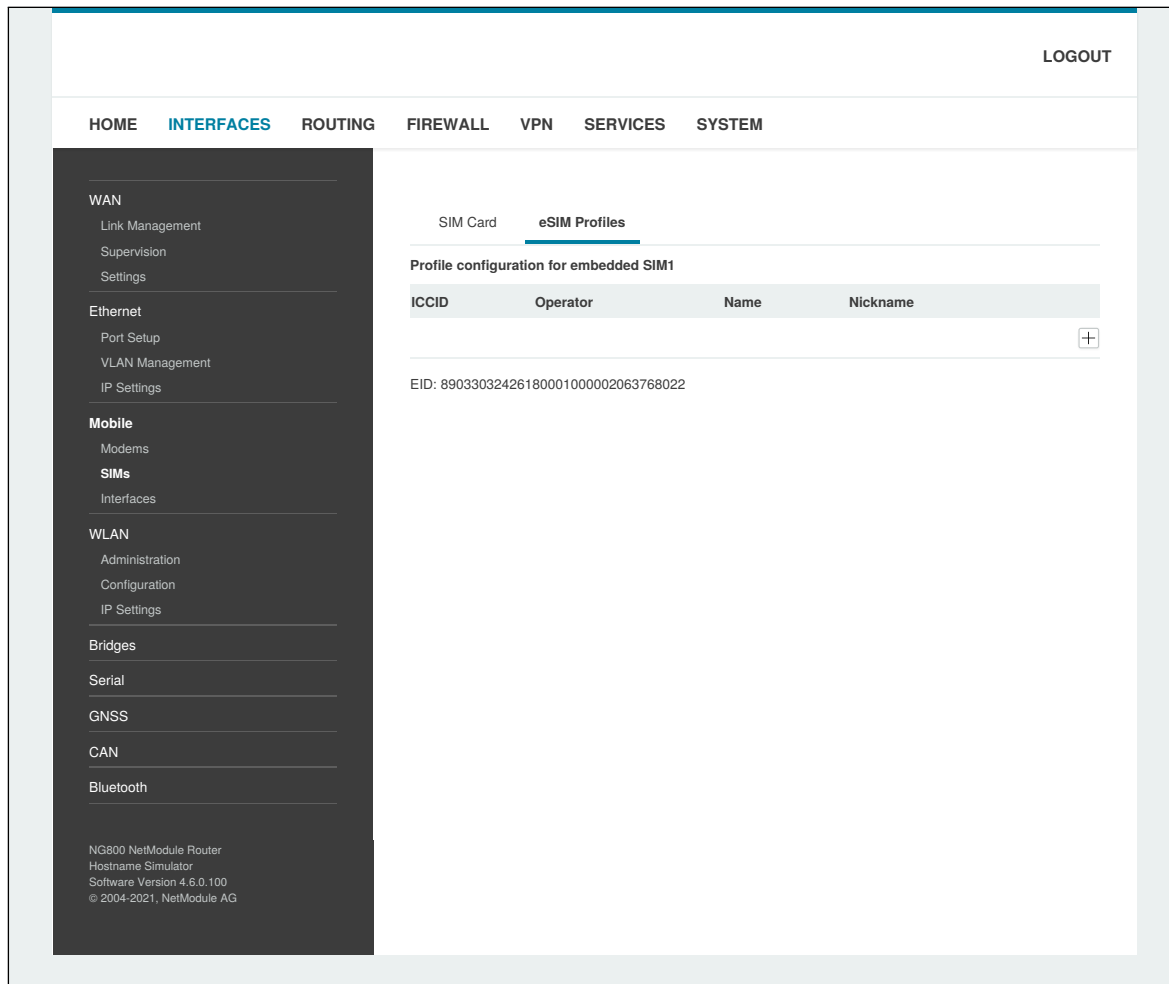 LOGOUT
HOME INTERFACES ROUTING FIREWALL VPN SERVICES SYSTEM
WAN
Link Management
Supervision
Settings
Ethernet
Port Setup
VLAN Management
IP Settings
Mobile
Modems
SIMs
Interfaces
WLAN
Administration
Configuration
IP Settings
Bridges
Serial
GNSS
CAN
Bluetooth
NG800 NetModule Router
Hostname Simulator
Software Version 4.6.0.100
© 2004-2021, NetModule AG
SIM Card eSIM Profiles
Profile configuration for embedded SIM1
ICCID Operator Name Nickname
EID: 89033032426180001000002063768022